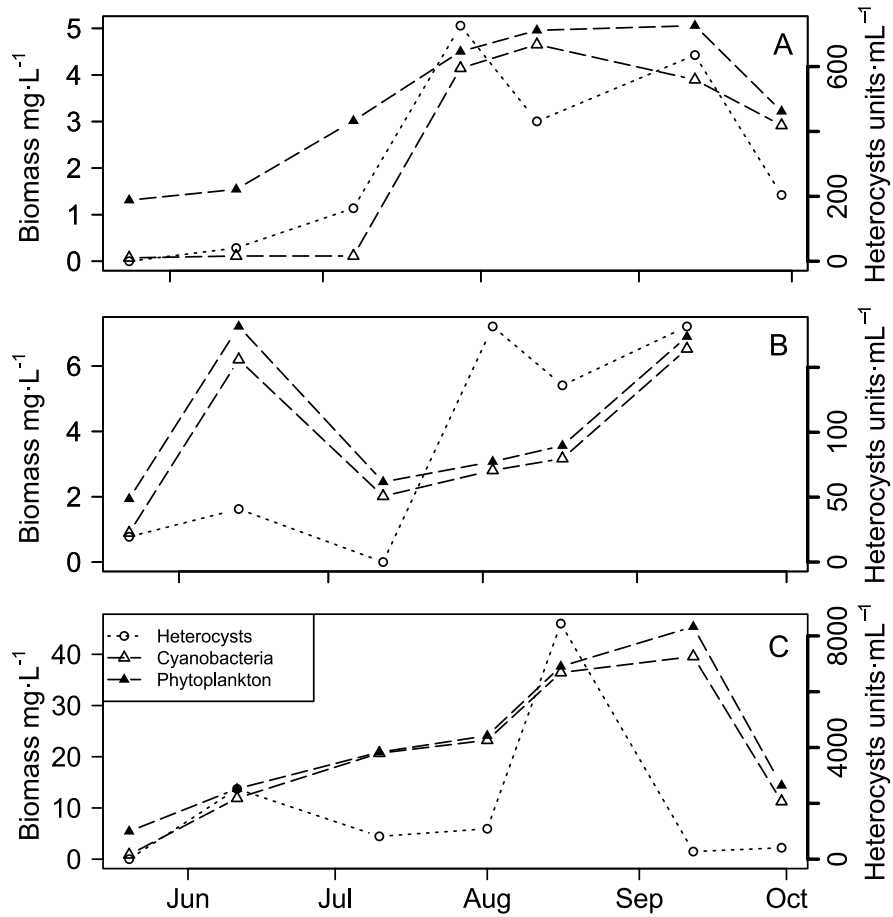 A
Biomass mg·L⁻¹
0
1
2
3
4
5
Heterocysts units·mL⁻¹
0
200
600
B
Biomass mg·L⁻¹
0
2
4
6
Heterocysts units·mL⁻¹
0
50
100
C
Heterocysts
Cyanobacteria
Phytoplankton
Biomass mg·L⁻¹
0
10
20
30
40
Heterocysts units·mL⁻¹
0
4000
8000
Jun Jul Aug Sep Oct